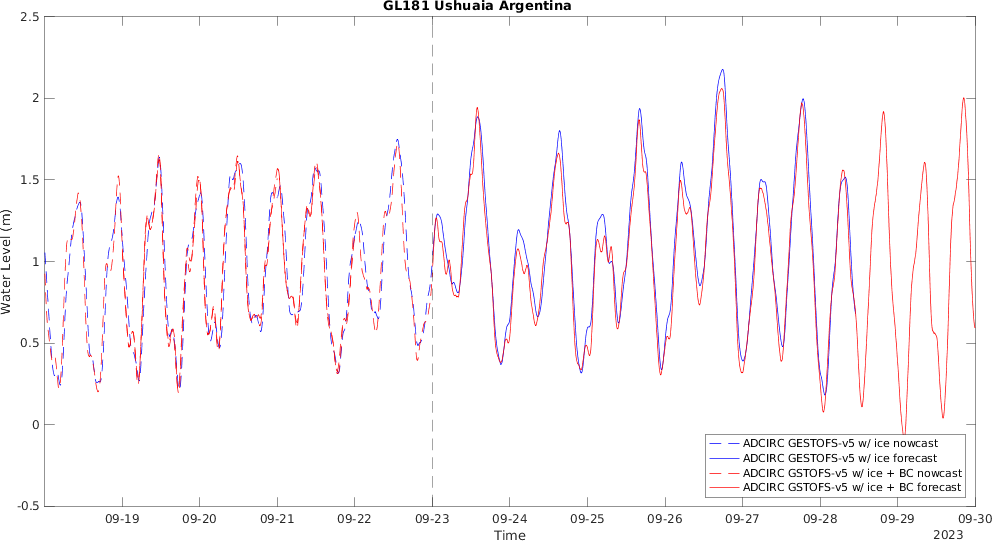 GL181 Ushuaia Argentina
2.5
2
1.5
1
0.5
0
-0.5
Water Level (m)
ADCIRC GESTOFS-v5 w/ ice nowcast
ADCIRC GESTOFS-v5 w/ ice forecast
ADCIRC GSTOFS-v5 w/ ice + BC nowcast
ADCIRC GSTOFS-v5 w/ ice + BC forecast
09-19 09-20 09-21 09-22 09-23 09-24 09-25 09-26 09-27 09-28 09-29 09-30
Time
2023